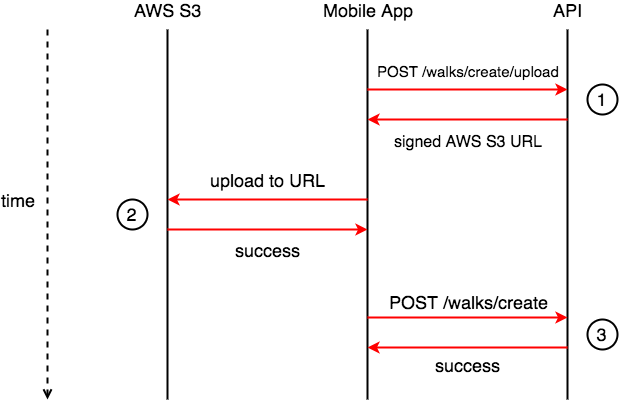 AWS S3
Mobile App
API
POST /walks/create/upload
1
signed AWS S3 URL
upload to URL
time
2
success
POST /walks/create
3
success